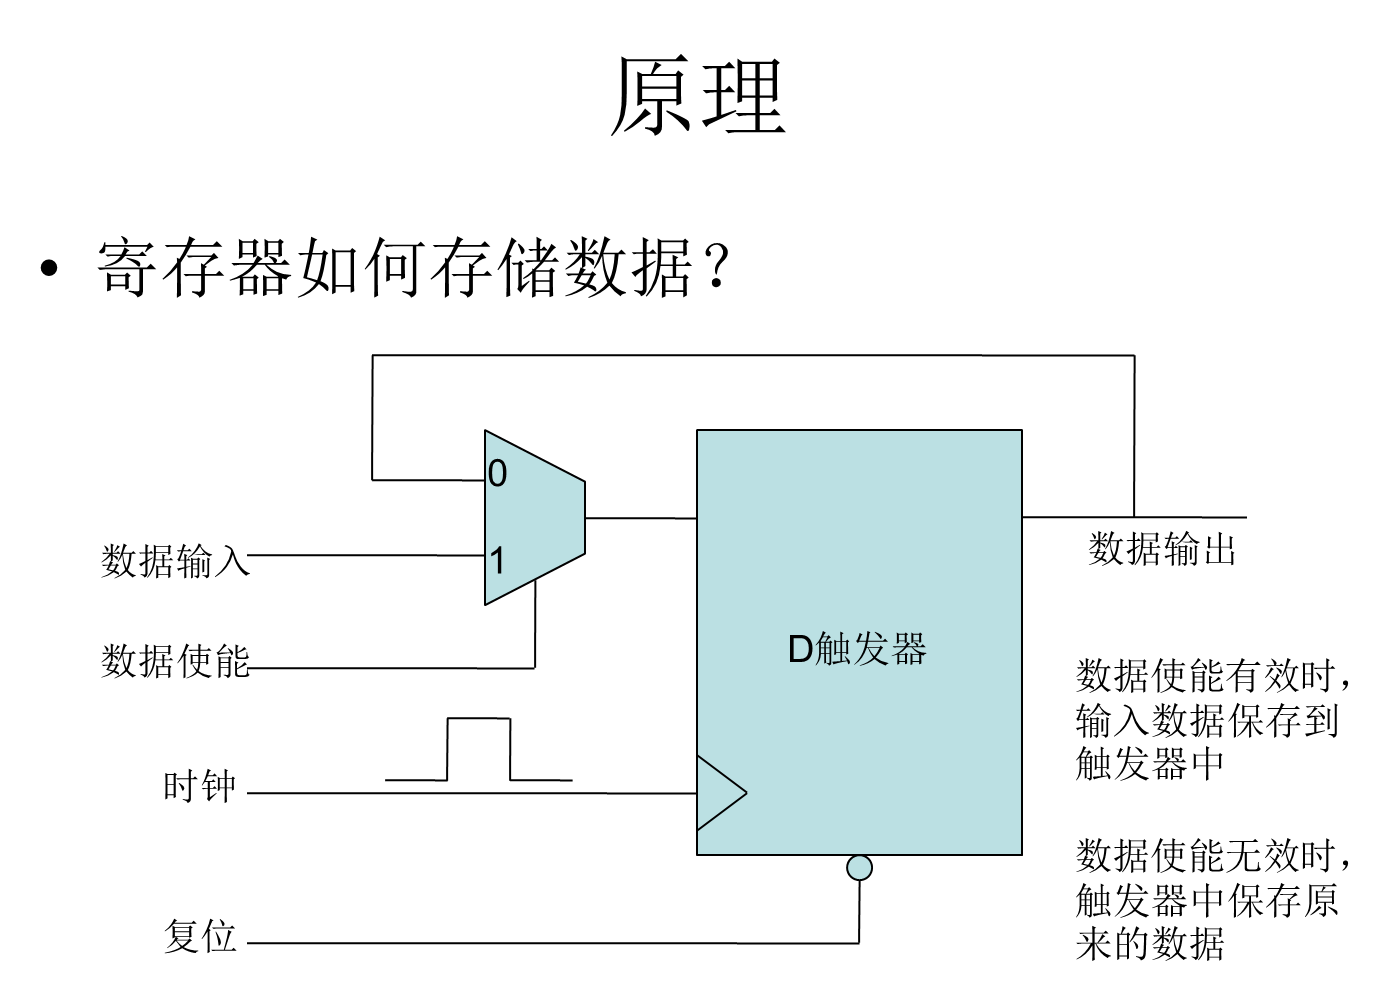 原理
• 寄存器如何存储数据？
0
1
数据输入
数据使能
时钟
复位
D触发器
数据输出
数据使能有效时，
输入数据保存到
触发器中
数据使能无效时，
触发器中保存原
来的数据